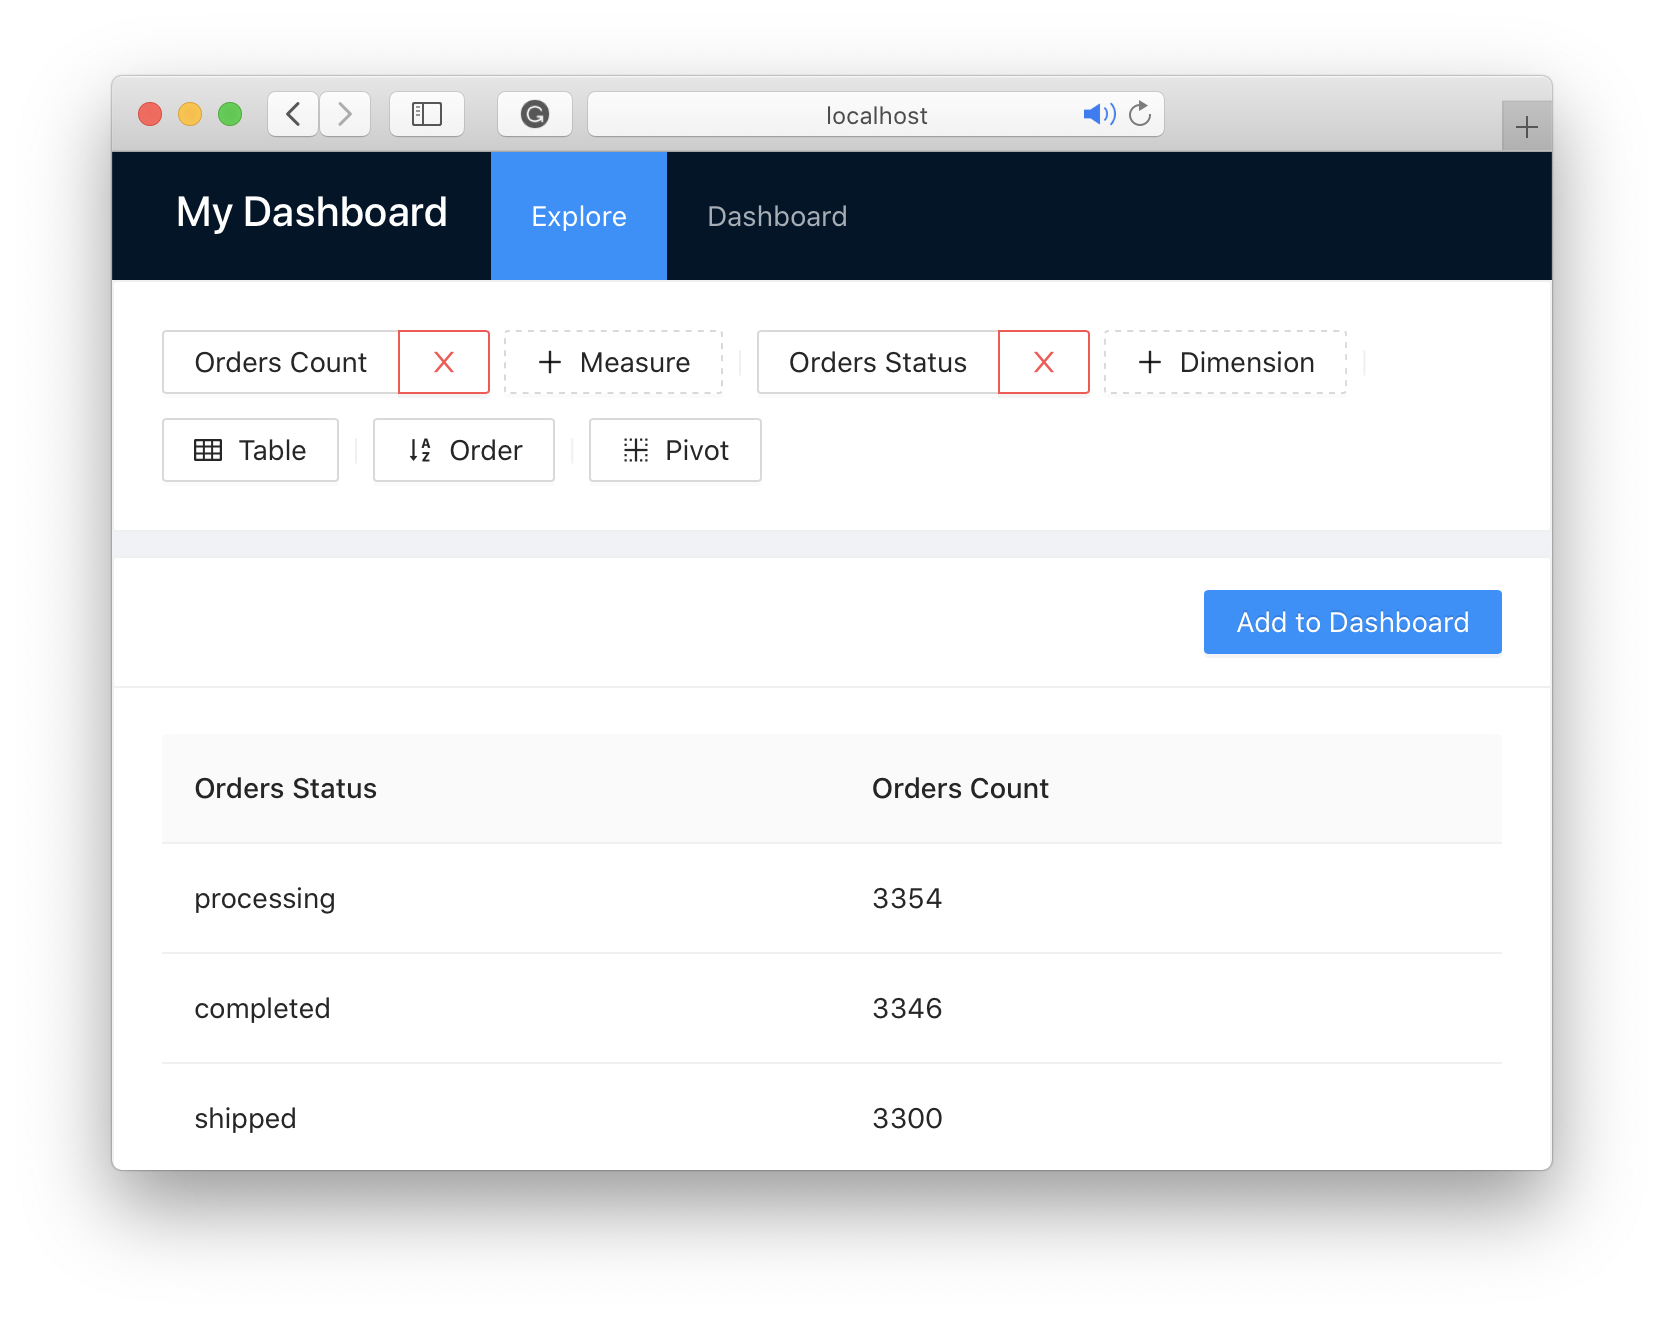 localhost
My Dashboard Explore Dashboard
Orders Count X + Measure Orders Status X + Dimension
Table Order Pivot
Add to Dashboard
Orders Status Orders Count
processing 3354
completed 3346
shipped 3300